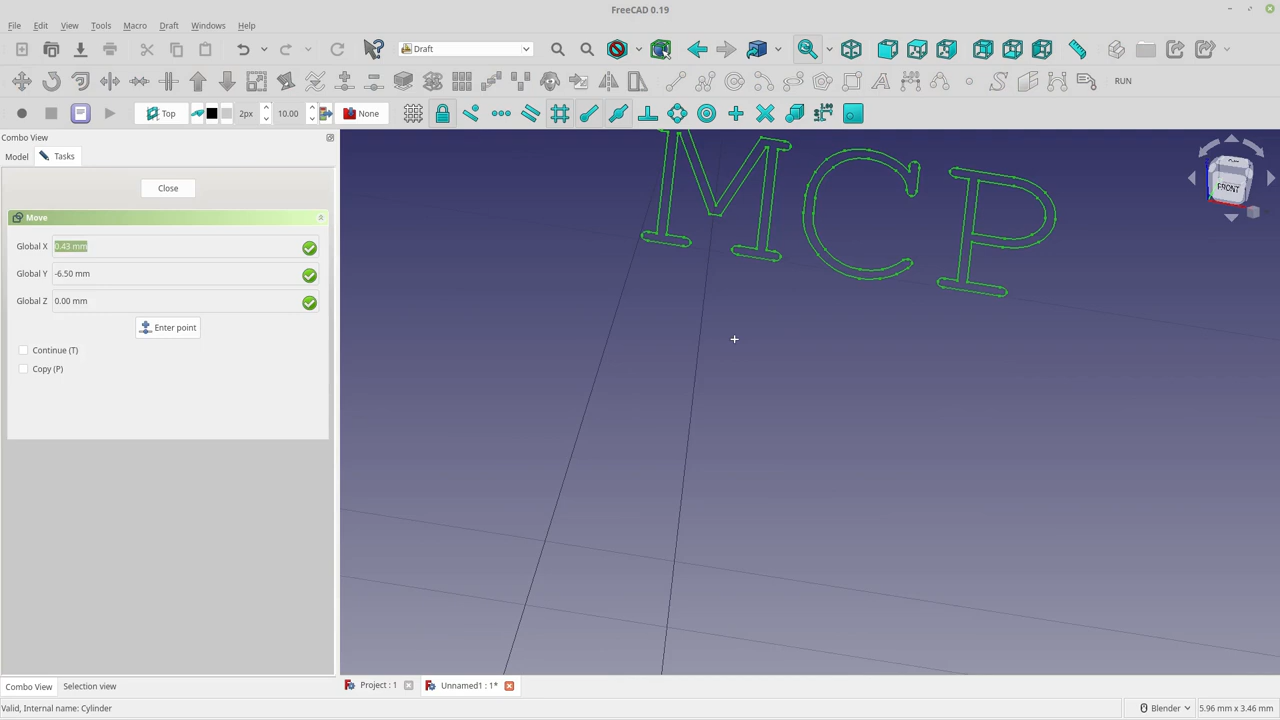 FreeCAD 0.19
File Edit View Tools Macro Draft Windows Help
Draft
RUN
Top 2px 10.00 None
Combo View
Model Tasks
Close
Move
Global X 0.43 mm
Global Y -6.50 mm
Global Z 0.00 mm
Enter point
Continue (T)
Copy (P)
MCP
FRONT
Combo View Selection view
Project : 1 Unnamed1 : 1*
Valid, Internal name: Cylinder
Blender 5.96 mm x 3.46 mm